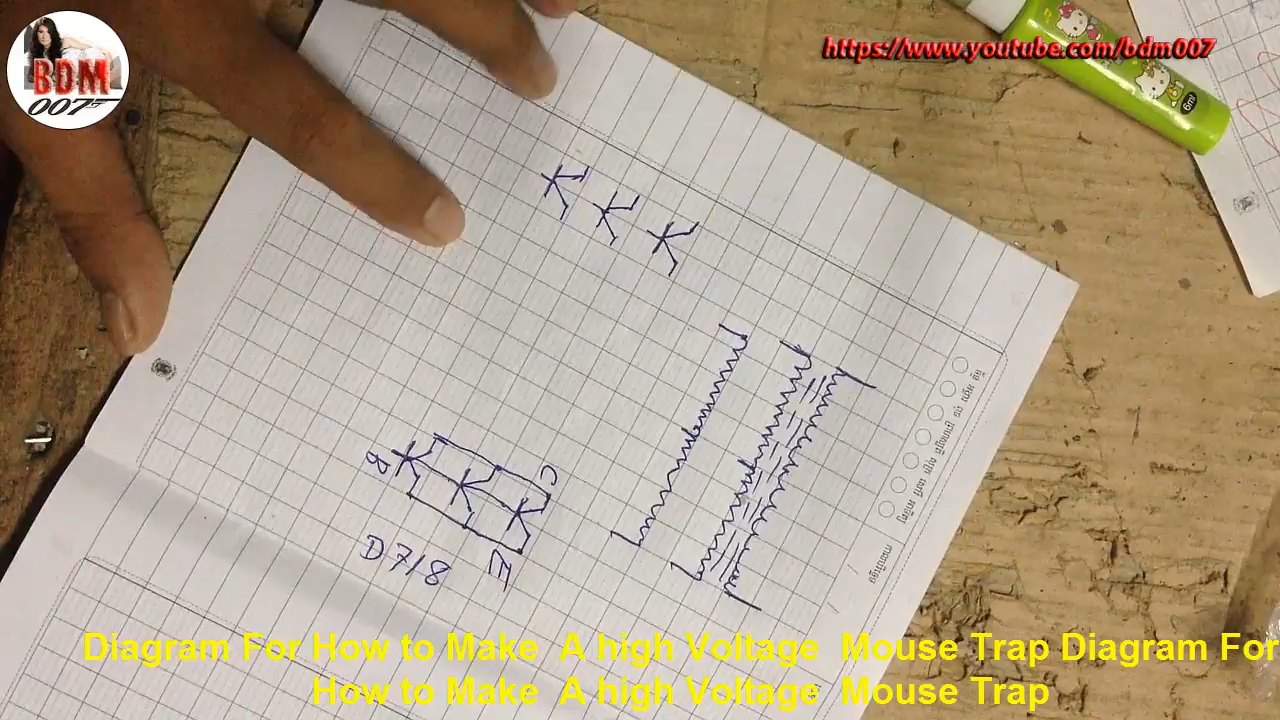 BDM
007
https://www.youtube.com/bdm007
6ml
B
C
E
D718
Diagram For How to Make  A high Voltage  Mouse Trap Diagram For
How to Make  A high Voltage  Mouse Trap